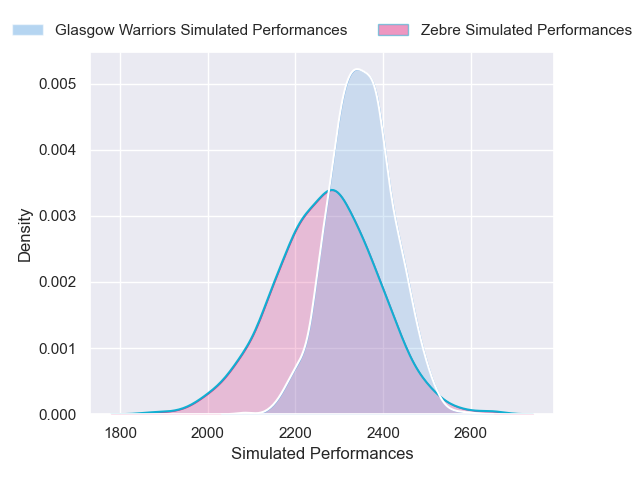 Glasgow Warriors Simulated Performances
Zebre Simulated Performances
0.005
0.004
0.003
0.002
0.001
0.000
Density
1800
2000
2200
2400
2600
Simulated Performances